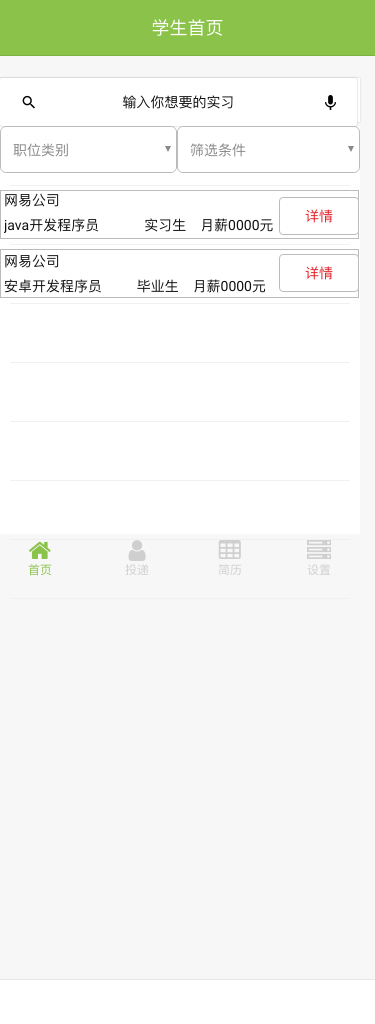 学生首页
输入你想要的实习
职位类别 筛选条件
网易公司
java开发程序员 实习生 月薪0000元 详情
网易公司
安卓开发程序员 毕业生 月薪0000元 详情
首页 投递 简历 设置